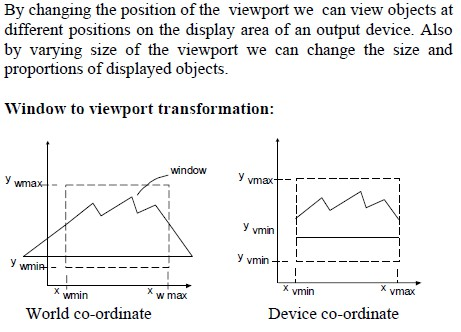 By changing the position of the viewport we can view objects at
different positions on the display area of an output device. Also
by varying size of the viewport we can change the size and
proportions of displayed objects.
Window to viewport transformation:
window
y wmax
y wmin
x wmin
x w max
World co-ordinate
y vmax
y vmin
y vmin
x vmin
x vmax
Device co-ordinate